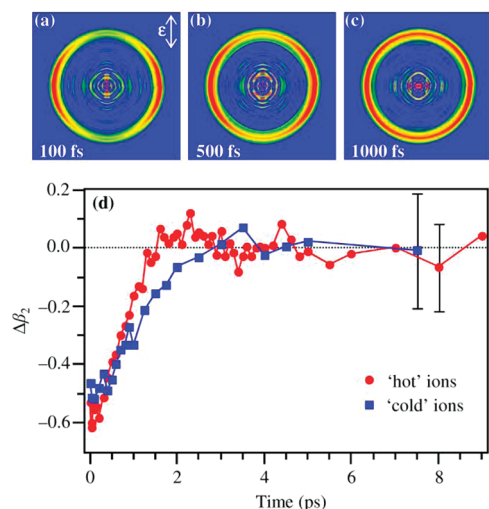 (a)
ε
(b)
(c)
100 fs
500 fs
1000 fs
0.2
(d)
0.0
−0.2
Δβ₂
−0.4
'hot' ions
'cold' ions
−0.6
0
2
4
6
8
Time (ps)